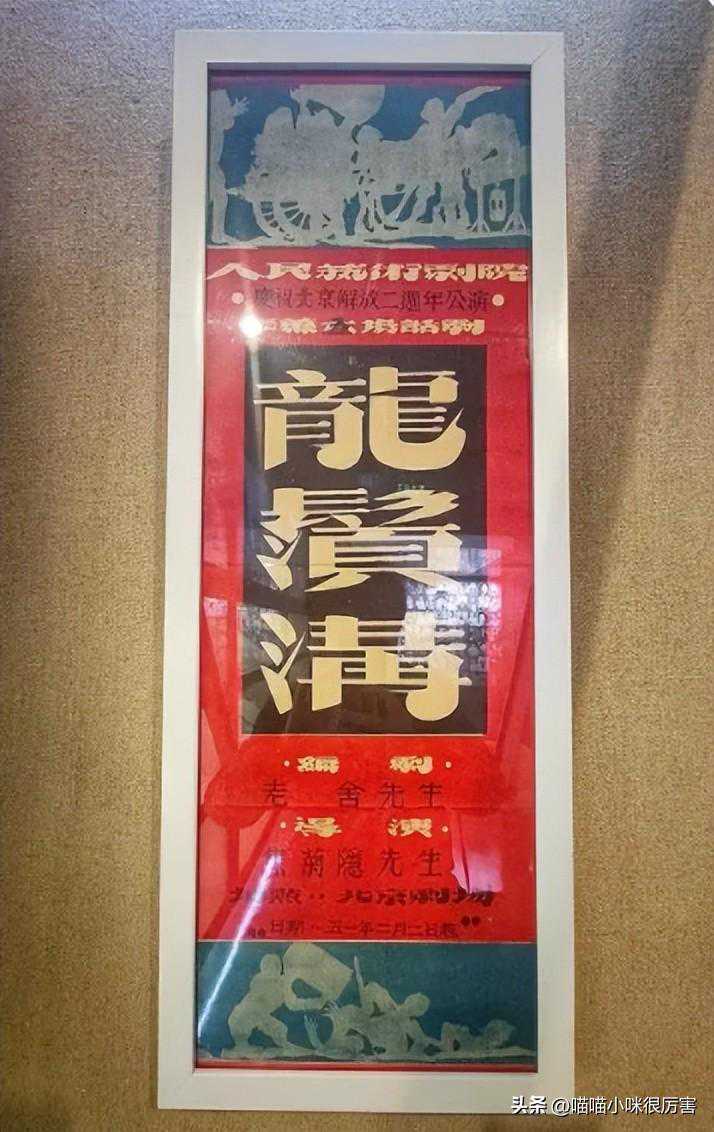 人民藝術劇院
慶祝北京解放二週年公演
龍鬚溝
編劇
老舍先生
導演
焦菊隱先生
地點··北京劇場
日期··五一年二月二日起
头条 @喵喵小咪很厉害